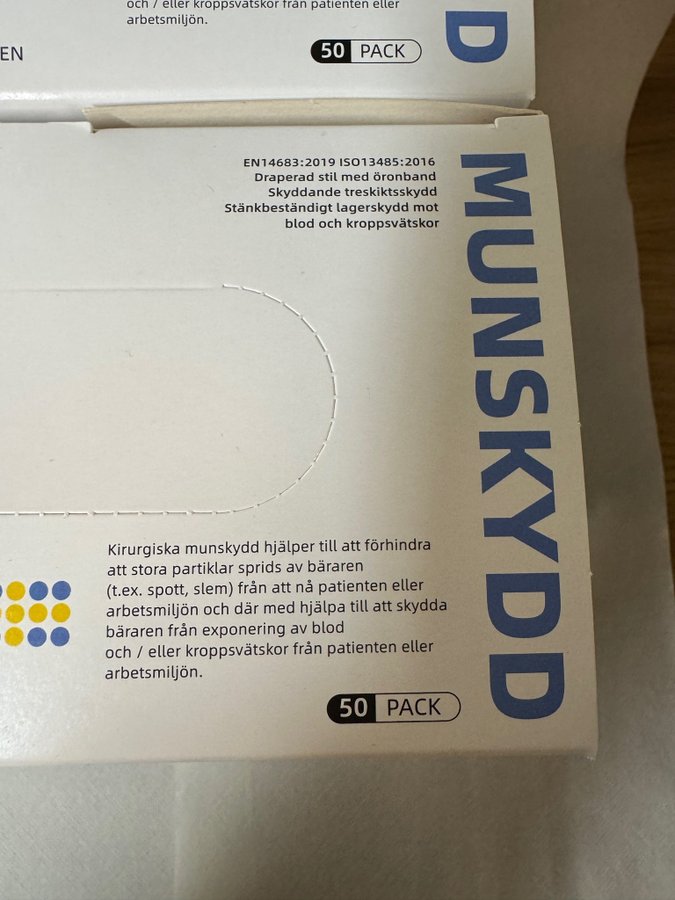 och / eller kroppsvätskor från patienten eller
arbetsmiljön.
EN
50 PACK
D
EN14683:2019 ISO13485:2016
Draperad stil med öronband
Skyddande treskiktsskydd
Stänkbeständigt lagerskydd mot
blod och kroppsvätskor
MUNSKYDD
Kirurgiska munskydd hjälper till att förhindra
att stora partiklar sprids av bäraren
(t.ex. spott, slem) från att nå patienten eller
arbetsmiljön och där med hjälpa till att skydda
bäraren från exponering av blod
och / eller kroppsvätskor från patienten eller
arbetsmiljön.
50 PACK